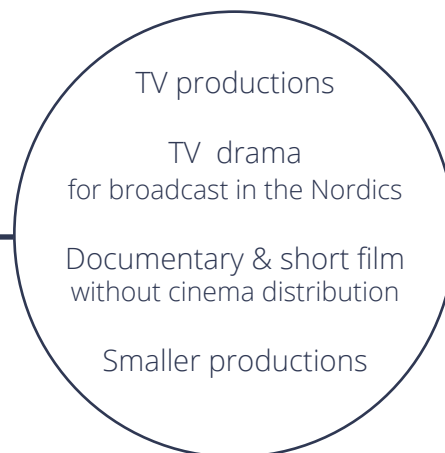 TV productions
TV drama
for broadcast in the Nordics
Documentary & short film
without cinema distribution
Smaller productions